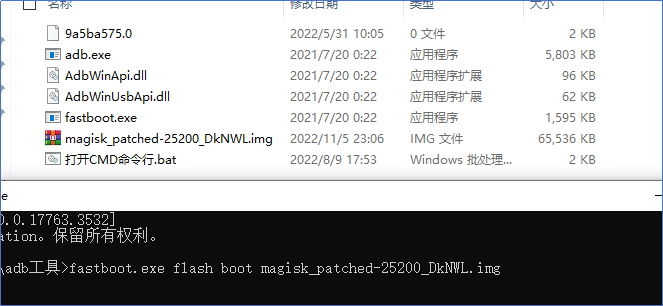 名称 修改日期 类型 大小
9a5ba575.0 2022/5/31 10:05 0 文件 2 KB
adb.exe 2021/7/20 0:22 应用程序 5,803 KB
AdbWinApi.dll 2021/7/20 0:22 应用程序扩展 96 KB
AdbWinUsbApi.dll 2021/7/20 0:22 应用程序扩展 62 KB
fastboot.exe 2021/7/20 0:22 应用程序 1,595 KB
magisk_patched-25200_DkNWL.img 2022/11/5 23:06 IMG 文件 65,536 KB
打开CMD命令行.bat 2022/8/9 17:53 Windows 批处理... 2 KB
e
0.0.17763.3532]
ation。保留所有权利。
\adb工具>fastboot.exe flash boot magisk_patched-25200_DkNWL.img